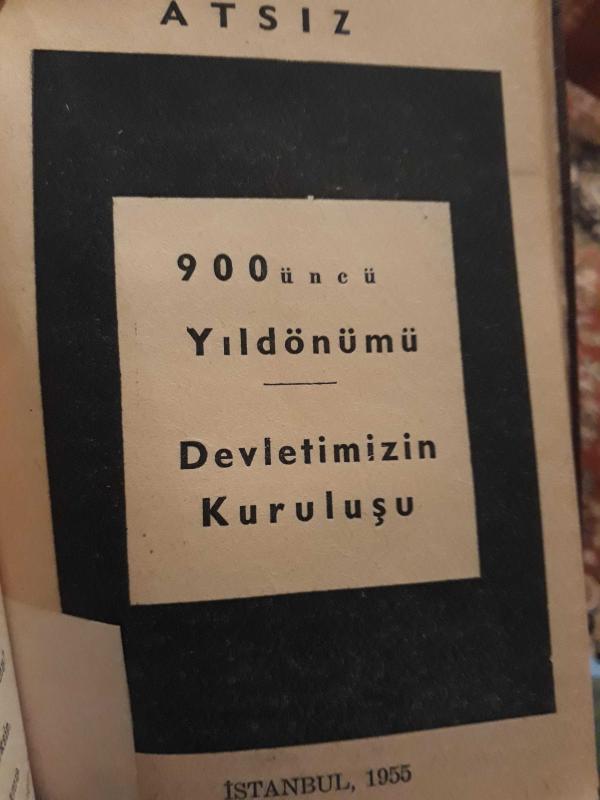 ATSIZ
900üncü
Yıldönümü
Devletimizin
Kuruluşu
İSTANBUL, 1955